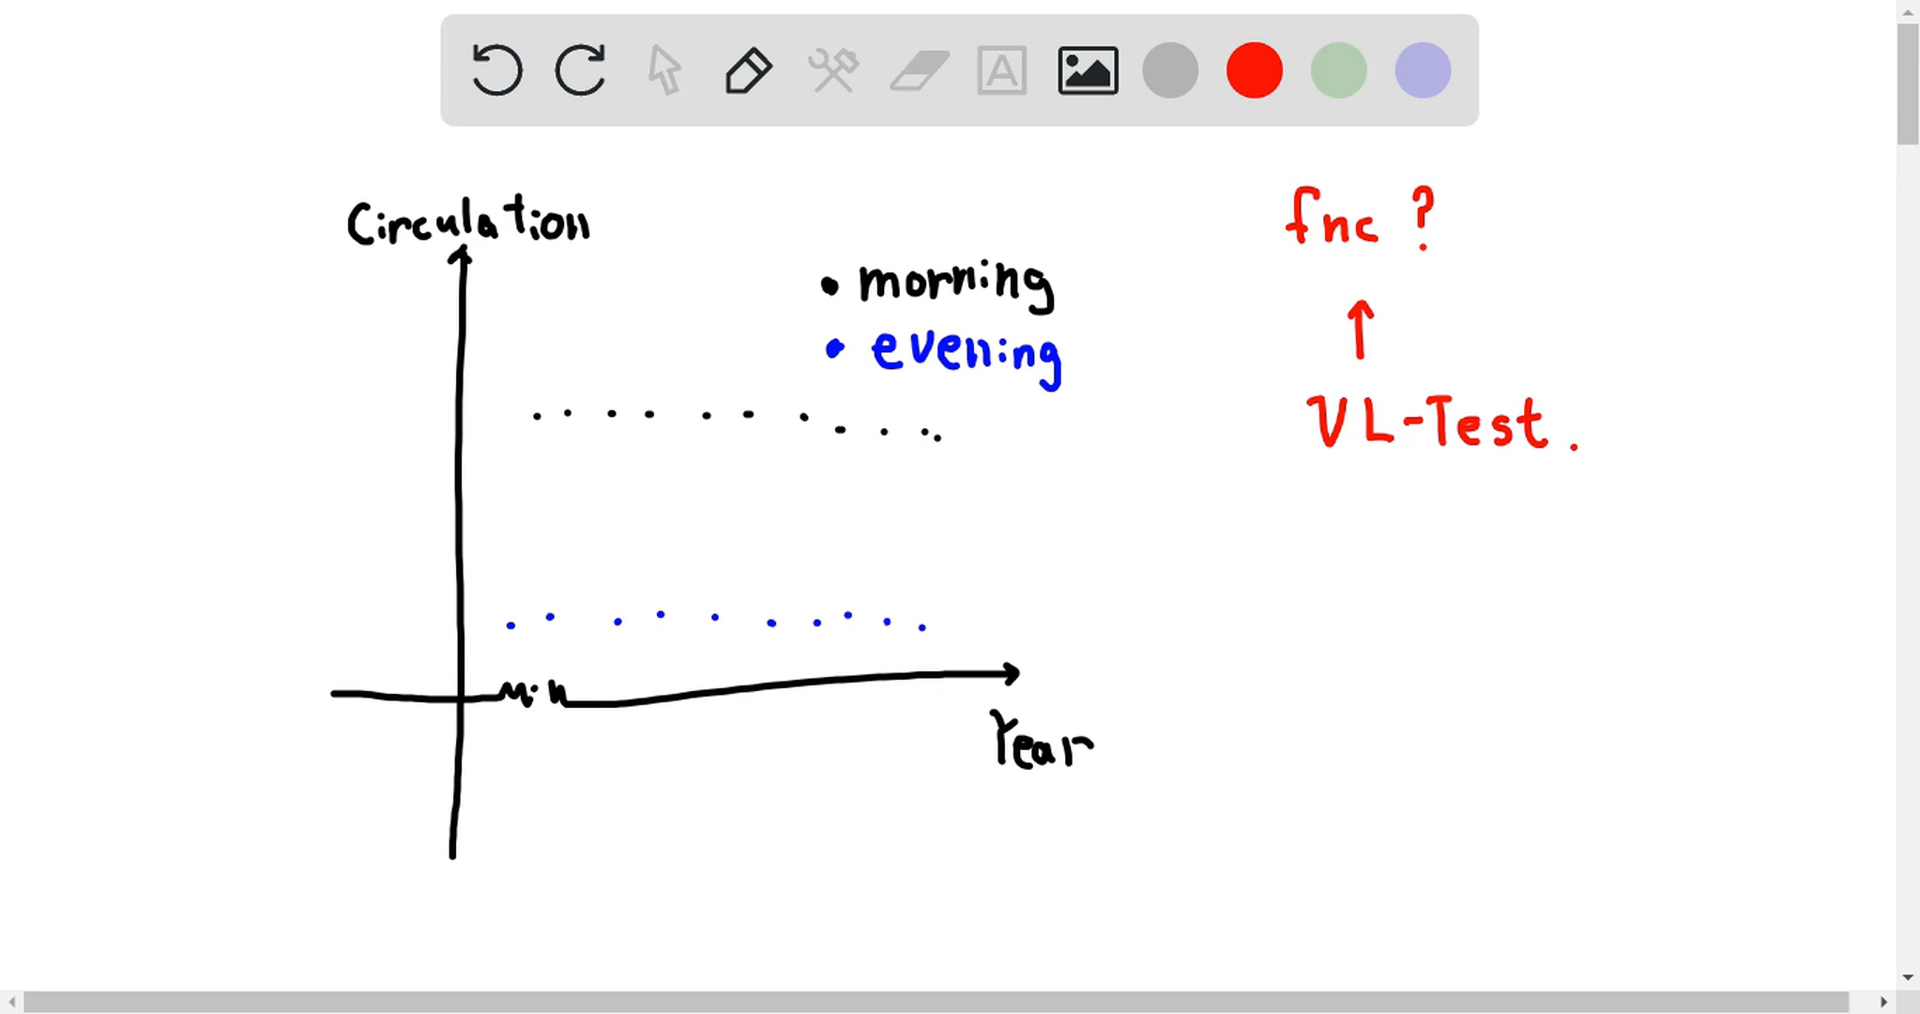 Circulation
• morning
• evening
Year
fnc ?
↑
VL-Test.